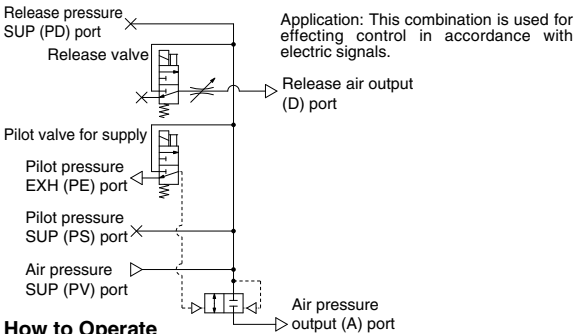 Release pressure
SUP (PD) port
Release valve
Application: This combination is used for
effecting control in accordance with
electric signals.
Release air output
(D) port
Pilot valve for supply
Pilot pressure
EXH (PE) port
Pilot pressure
SUP (PS) port
Air pressure
SUP (PV) port
Air pressure
output (A) port
How to Operate